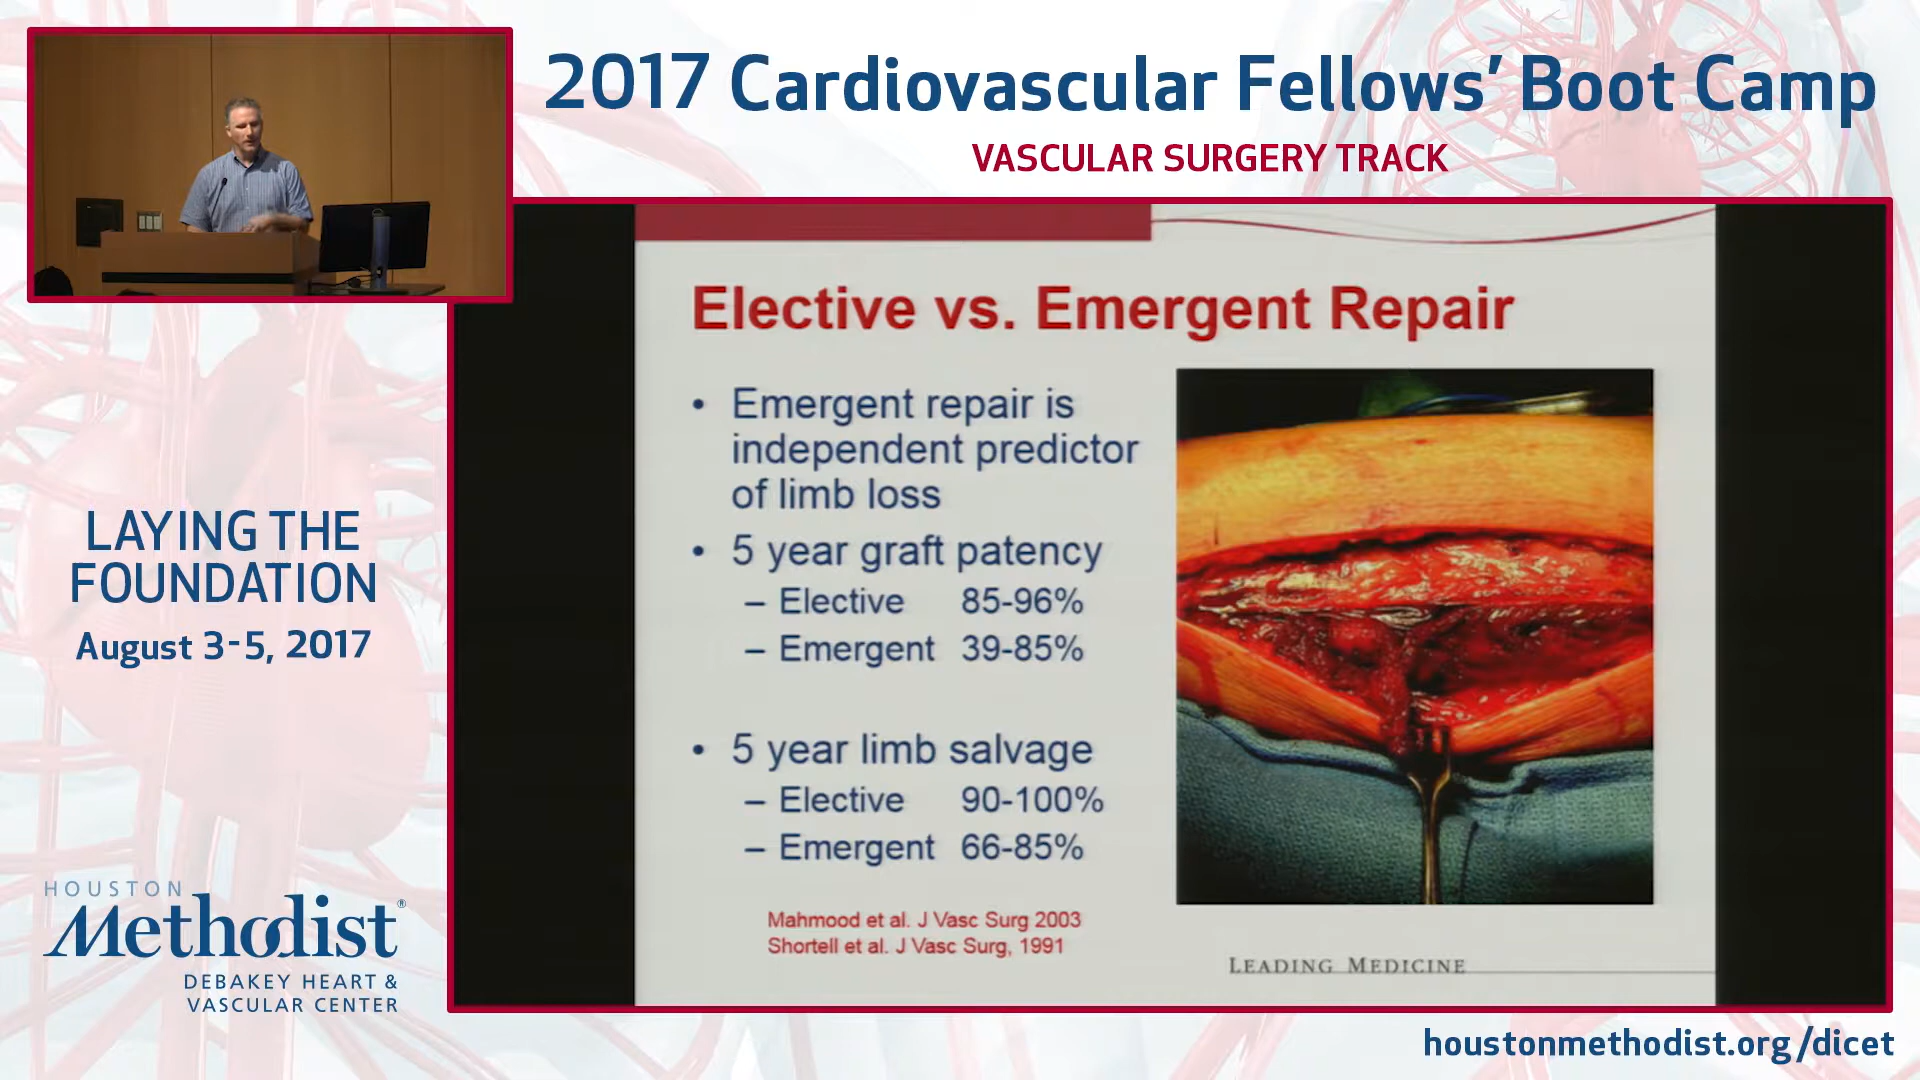 2017 Cardiovascular Fellows’ Boot Camp
VASCULAR SURGERY TRACK
LAYING THE
FOUNDATION
August 3-5, 2017
HOUSTON
Methodist®
DEBAKEY HEART &
VASCULAR CENTER
Elective vs. Emergent Repair
• Emergent repair is
independent predictor
of limb loss
• 5 year graft patency
– Elective 85-96%
– Emergent 39-85%
• 5 year limb salvage
– Elective 90-100%
– Emergent 66-85%
Mahmood et al. J Vasc Surg 2003
Shortell et al. J Vasc Surg, 1991
LEADING MEDICINE
houstonmethodist.org/dicet